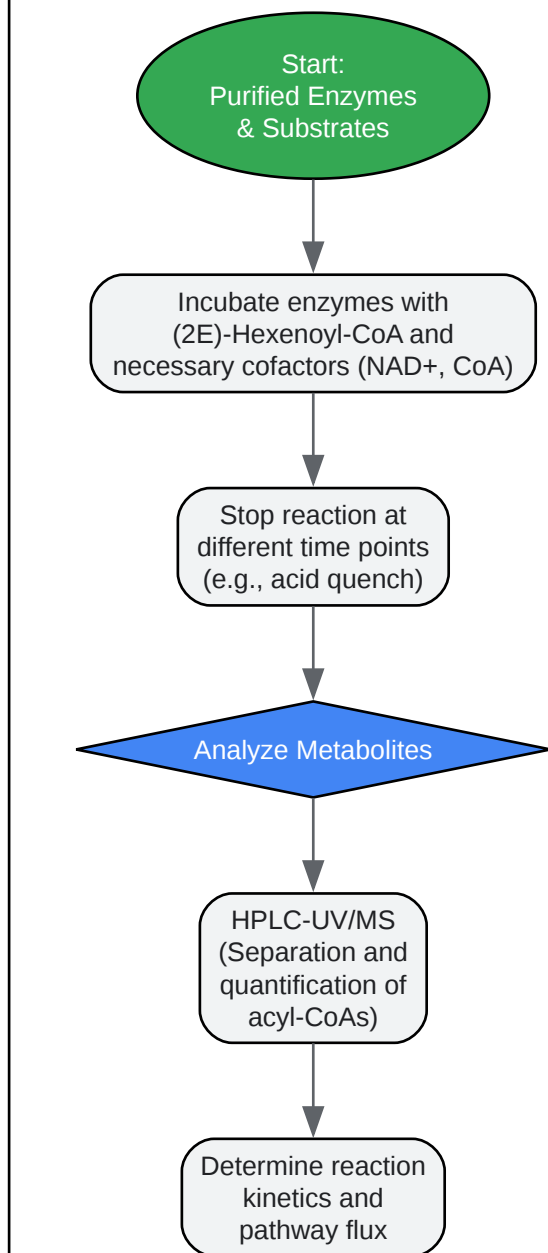 Start:
Purified Enzymes
& Substrates
Incubate enzymes with
(2E)-Hexenoyl-CoA and
necessary cofactors (NAD+, CoA)
Stop reaction at
different time points
(e.g., acid quench)
Analyze Metabolites
HPLC-UV/MS
(Separation and
quantification of
acyl-CoAs)
Determine reaction
kinetics and
pathway flux